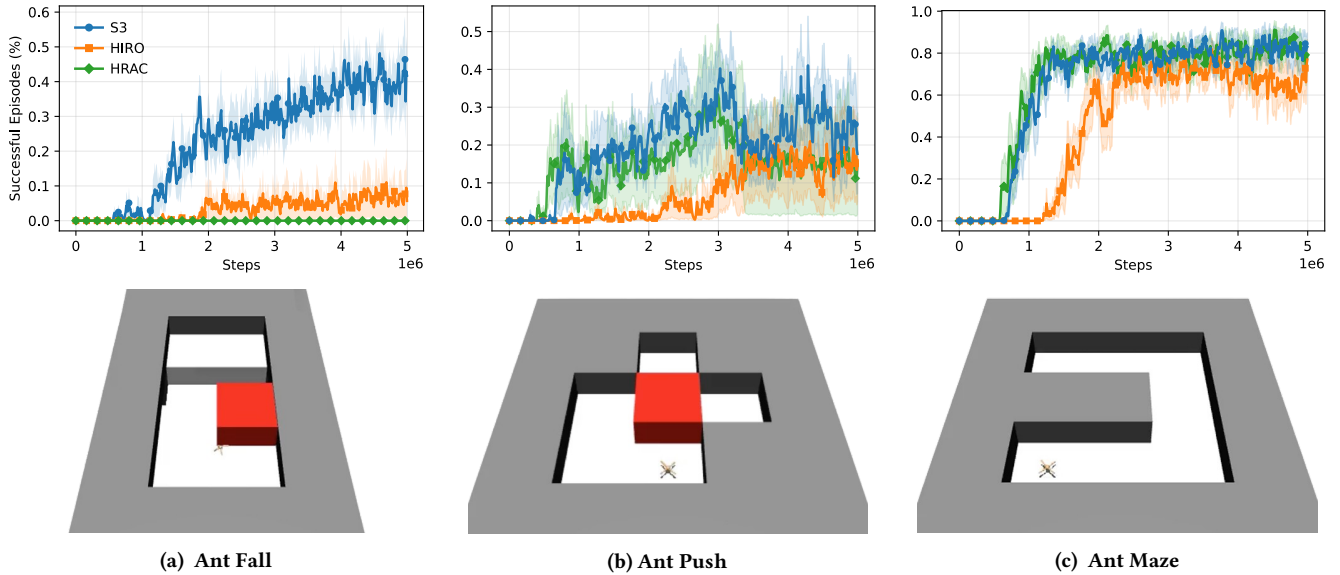 Successful Episodes (%)
0.6
0.5
0.4
0.3
0.2
0.1
0.0
S3
HIRO
HRAC
0 1 2 3 4 5
Steps
1e6
0.5
0.4
0.3
0.2
0.1
0.0
0 1 2 3 4 5
Steps
1e6
1.0
0.8
0.6
0.4
0.2
0.0
0 1 2 3 4 5
Steps
1e6
(a) Ant Fall
(b) Ant Push
(c) Ant Maze